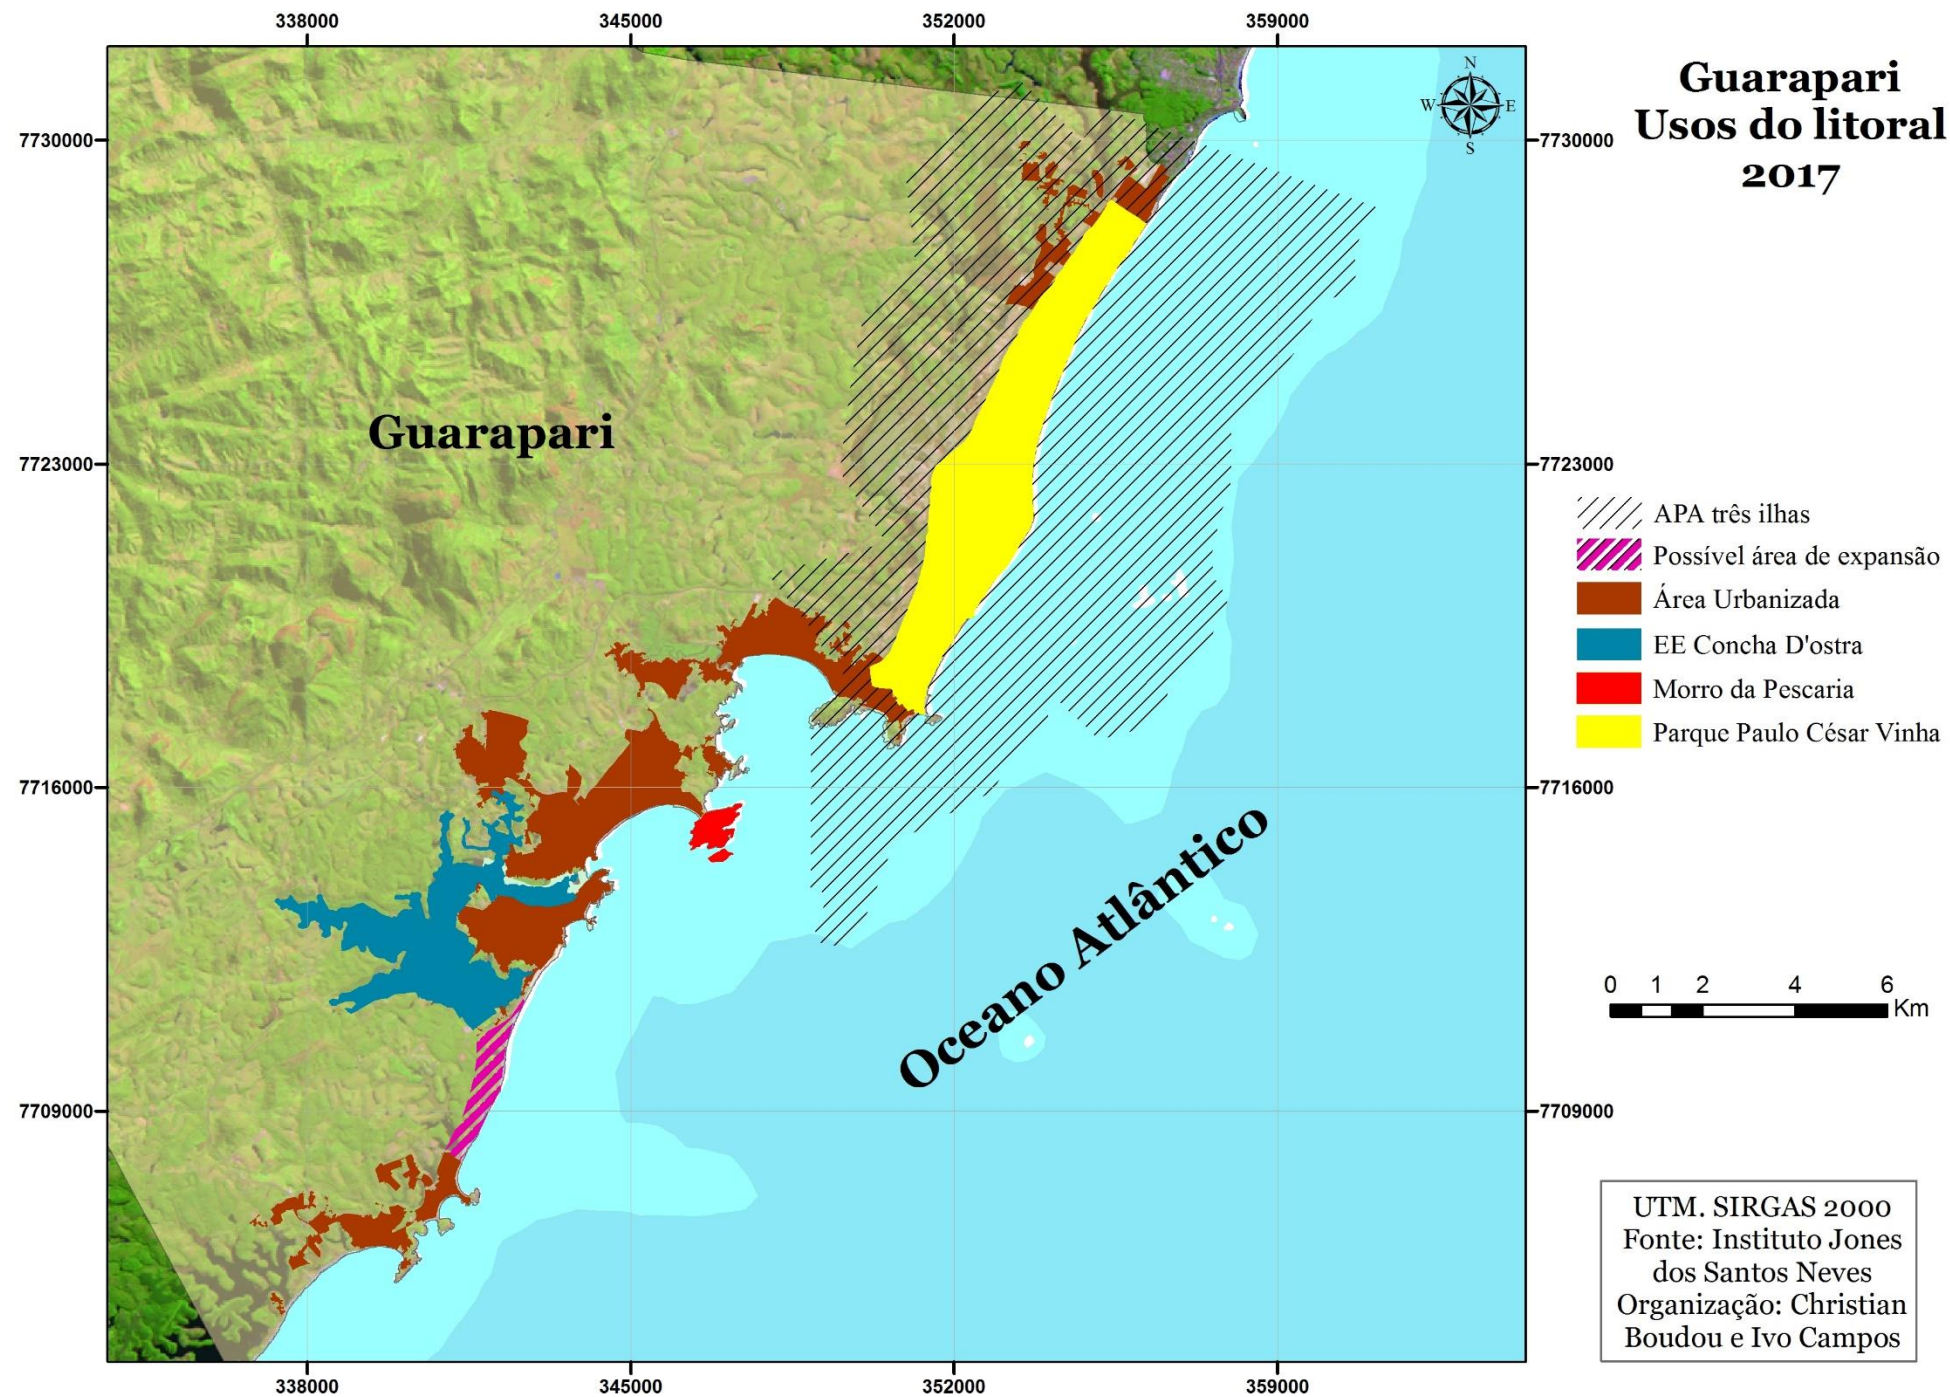 338000
345000
352000
359000
7730000
7723000
7716000
7709000
Guarapari
Oceano Atlântico
N
W
E
S
7730000
7723000
7716000
7709000
338000
345000
352000
359000
Guarapari
Usos do litoral
2017
APA três ilhas
Possível área de expansão
Área Urbanizada
EE Concha D'ostra
Morro da Pescaria
Parque Paulo César Vinha
0 1 2 4 6
Km
UTM. SIRGAS 2000
Fonte: Instituto Jones
dos Santos Neves
Organização: Christian
Boudou e Ivo Campos